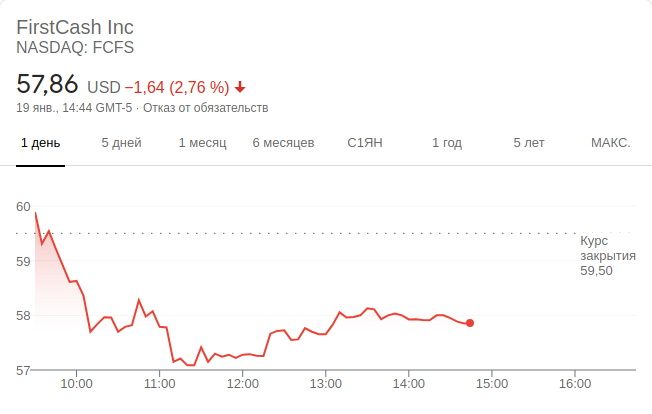 FirstCash Inc
NASDAQ: FCFS
57,86 USD −1,64 (2,76 %)
19 янв., 14:44 GMT-5 · Отказ от обязательств
1 день 5 дней 1 месяц 6 месяцев С1ЯН 1 год 5 лет МАКС.
60
59
58
57
Курс
закрытия
59,50
10:00 11:00 12:00 13:00 14:00 15:00 16:00